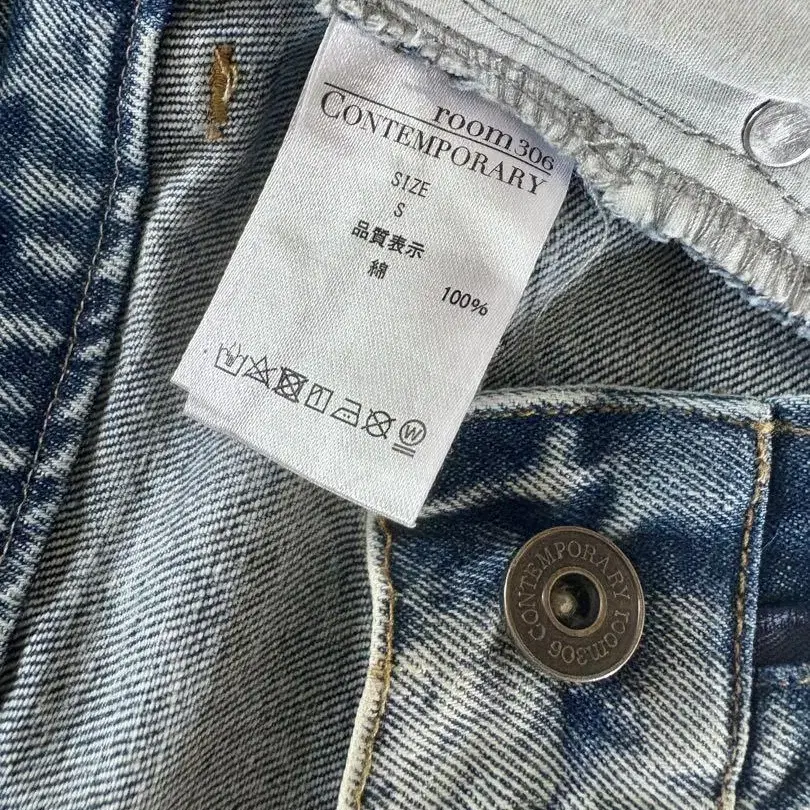 room306
CONTEMPORARY
SIZE
S
品質表示
綿
100%
W
CONTEMPORARY room306